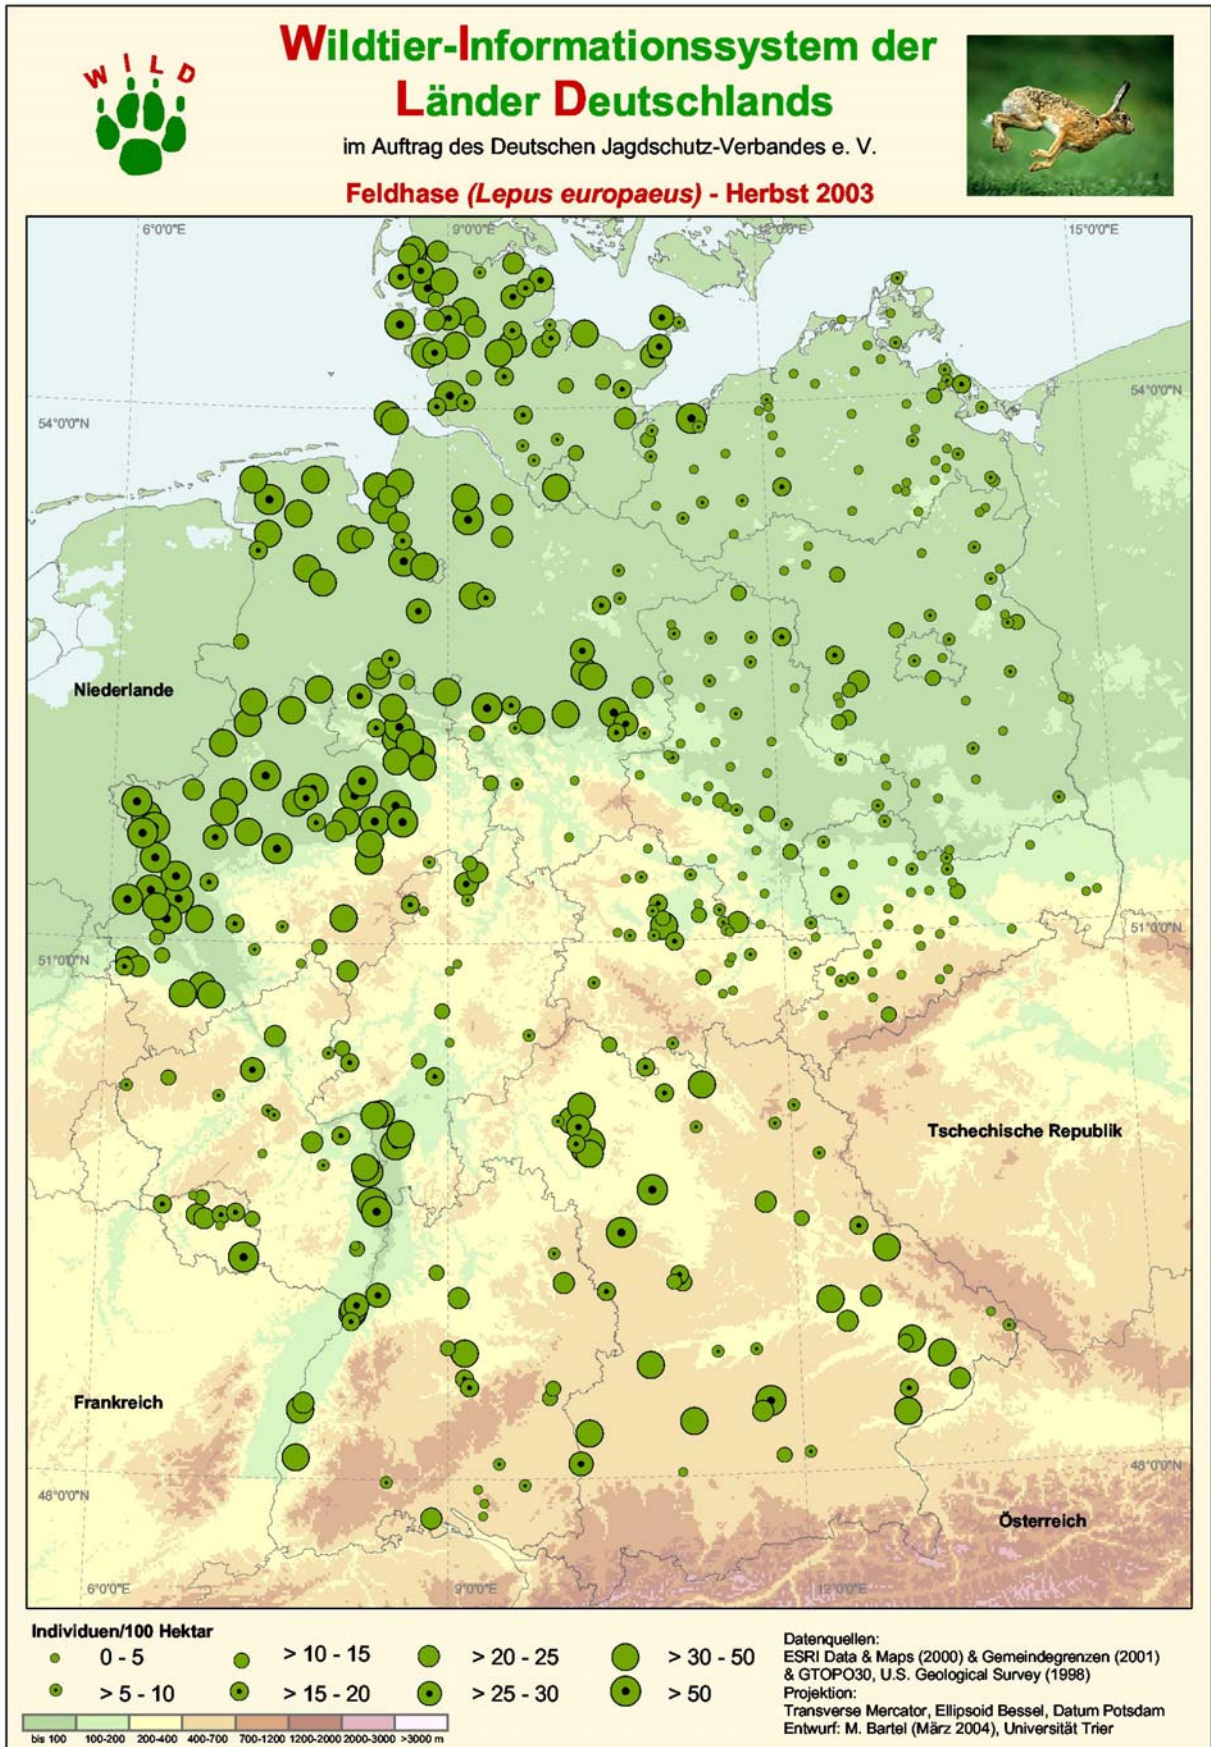 WILD
Wildtier-Informationssystem der
Länder Deutschlands
im Auftrag des Deutschen Jagdschutz-Verbandes e. V.
Feldhase (Lepus europaeus) - Herbst 2003
6°0'0"E
9°0'0"E
12°0'0"E
15°0'0"E
54°0'0"N
54°0'0"N
Niederlande
51°0'0"N
51°0'0"N
Tschechische Republik
Frankreich
48°0'0"N
48°0'0"N
Österreich
6°0'0"E
9°0'0"E
12°0'0"E
Individuen/100 Hektar
0 - 5
> 10 - 15
> 20 - 25
> 30 - 50
> 5 - 10
> 15 - 20
> 25 - 30
> 50
bis 100
100-200
200-400
400-700
700-1200
1200-2000
2000-3000
>3000 m
Datenquellen:
ESRI Data & Maps (2000) & Gemeindegrenzen (2001)
& GTOPO30, U.S. Geological Survey (1998)
Projektion:
Transverse Mercator, Ellipsoid Bessel, Datum Potsdam
Entwurf: M. Bartel (März 2004), Universität Trier